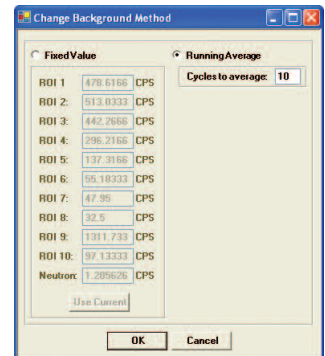 Change Background Method
Fixed Value
ROI 1 478.6166 CPS
ROI 2: 513.0333 CPS
ROI 3: 442.2666 CPS
ROI 4: 296.2166 CPS
ROI 5: 137.3166 CPS
ROI 6: 55.18333 CPS
ROI 7: 47.95 CPS
ROI 8: 32.5 CPS
ROI 9: 1311.733 CPS
ROI 10: 97.13333 CPS
Neutron: 1.205626 CPS
Use Current
Running Average
Cycles to average: 10
OK Cancel